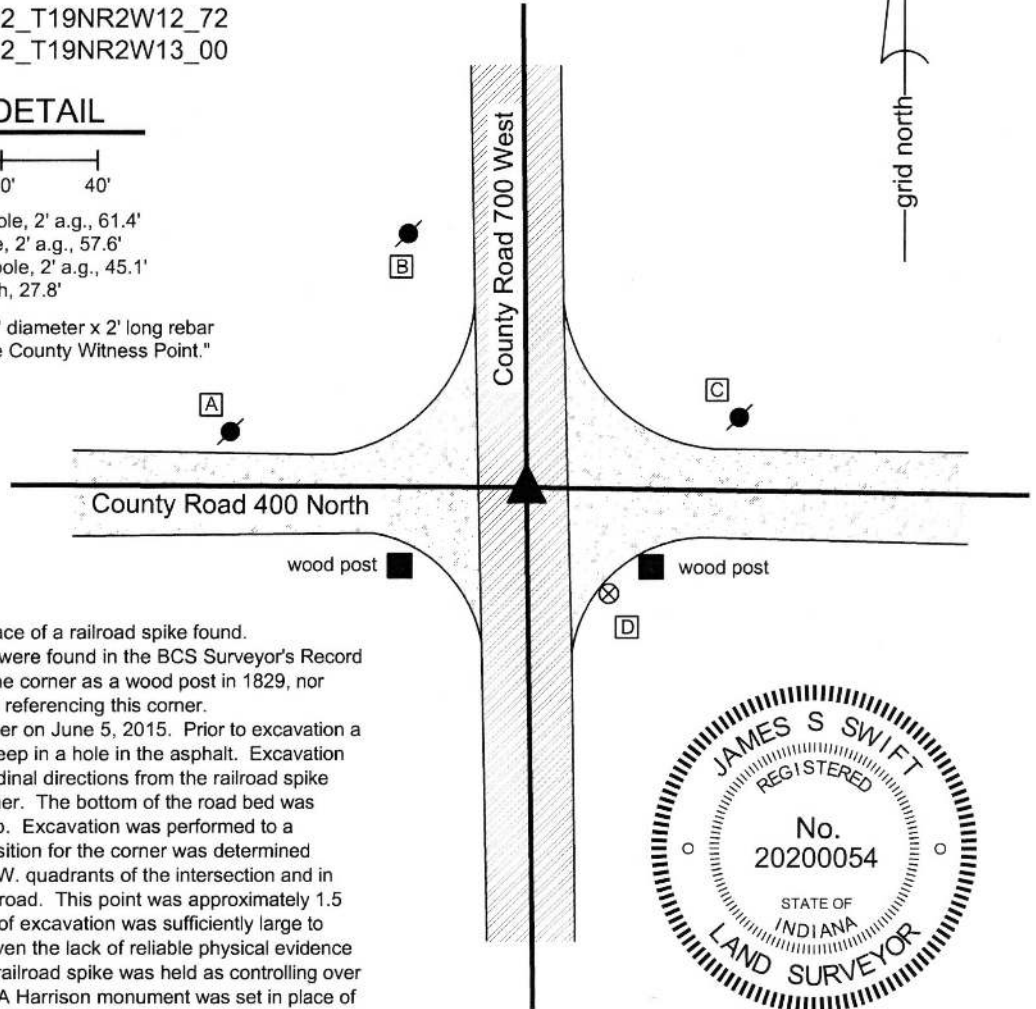 2_T19NR2W12_72
2_T19NR2W13_00
DETAIL
0' 40'
ole, 2' a.g., 61.4'
e, 2' a.g., 57.6'
pole, 2' a.g., 45.1'
h, 27.8'
' diameter x 2' long rebar
e County Witness Point."
grid north
County Road 700 West
B
A
C
County Road 400 North
wood post
wood post
D
ace of a railroad spike found.
were found in the BCS Surveyor's Record
ne corner as a wood post in 1829, nor
referencing this corner.
er on June 5, 2015. Prior to excavation a
eep in a hole in the asphalt. Excavation
dinal directions from the railroad spike
ger. The bottom of the road bed was
o. Excavation was performed to a
sition for the corner was determined
W. quadrants of the intersection and in
road. This point was approximately 1.5
of excavation was sufficiently large to
ven the lack of reliable physical evidence
railroad spike was held as controlling over
A Harrison monument was set in place of
JAMES S SWIFT
REGISTERED
No.
20200054
STATE OF
INDIANA
LAND SURVEYOR